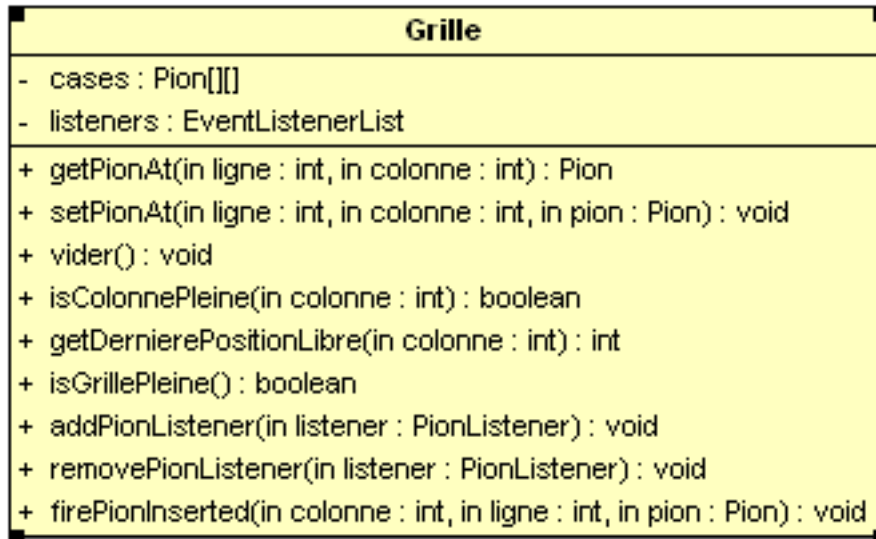 Grille
- cases : Pion[][]
- listeners : EventListenerList
+ getPionAt(in ligne : int, in colonne : int) : Pion
+ setPionAt(in ligne : int, in colonne : int, in pion : Pion) : void
+ vider() : void
+ isColonnePleine(in colonne : int) : boolean
+ getDernierePositionLibre(in colonne : int) : int
+ isGrillePleine() : boolean
+ addPionListener(in listener : PionListener) : void
+ removePionListener(in listener : PionListener) : void
+ firePionInserted(in colonne : int, in ligne : int, in pion : Pion) : void